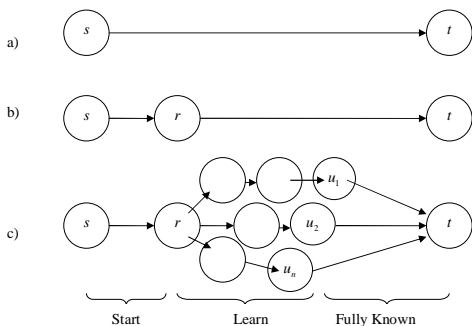 a) s t
b) s r t
u1
c) s r u2 t
un
Start Learn Fully Known